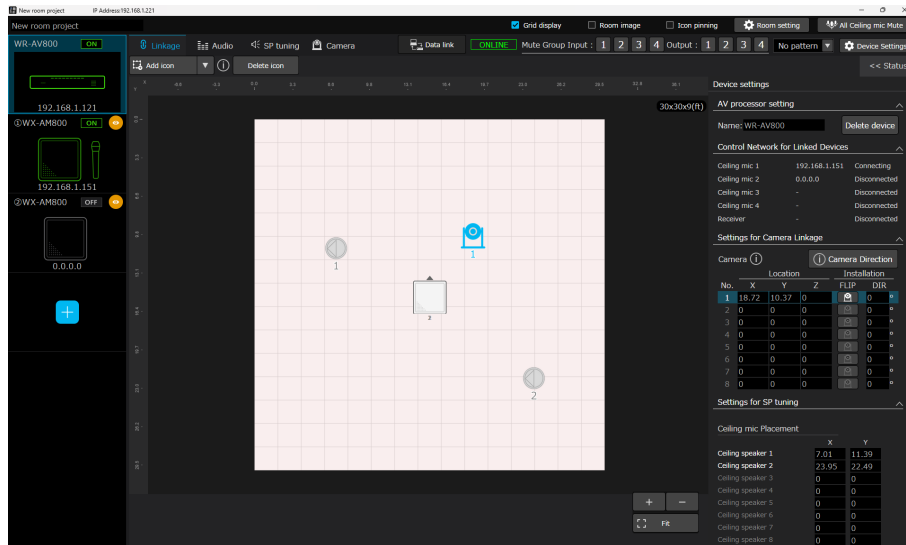 New room project IP Address:192.168.1.221
New room project Grid display Room image Icon pinning Room setting All Ceiling mic Mute
WR-AV800 ON Linkage Audio SP tuning Camera Data link ONLINE Mute Group Input : 1 2 3 4 Output : 1 2 3 4 No pattern Device Settings
Add icon Delete icon << Status
192.168.1.121
①WX-AM800 ON
192.168.1.151
②WX-AM800 OFF
0.0.0.0
+
X
Y
0.0
30x30x9(ft)
1
1
2
2
+ −
Fit
Device settings
AV processor setting
Name: WR-AV800 Delete device
Control Network for Linked Devices
Ceiling mic 1 192.168.1.151 Connecting
Ceiling mic 2 0.0.0.0 Disconnected
Ceiling mic 3 - Disconnected
Ceiling mic 4 - Disconnected
Receiver - Disconnected
Settings for Camera Linkage
Camera Camera Direction
Location Installation
No. X Y Z FLIP DIR
1 18.72 10.37 0 0 °
2 0 0 0 0 °
3 0 0 0 0 °
4 0 0 0 0 °
5 0 0 0 0 °
6 0 0 0 0 °
7 0 0 0 0 °
8 0 0 0 0 °
Settings for SP tuning
Ceiling mic Placement
X Y
Ceiling speaker 1 7.01 11.39
Ceiling speaker 2 23.95 22.49
Ceiling speaker 3 0 0
Ceiling speaker 4 0 0
Ceiling speaker 5 0 0
Ceiling speaker 6 0 0
Ceiling speaker 7 0 0
Ceiling speaker 8 0 0